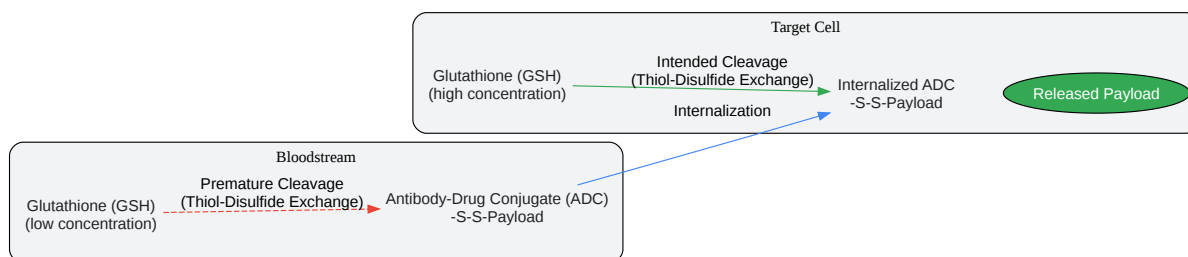 Target Cell
Glutathione (GSH)
(high concentration)
Intended Cleavage
(Thiol-Disulfide Exchange)
Internalized ADC
-S-S-Payload
Released Payload
Internalization
Bloodstream
Glutathione (GSH)
(low concentration)
Premature Cleavage
(Thiol-Disulfide Exchange)
Antibody-Drug Conjugate (ADC)
-S-S-Payload